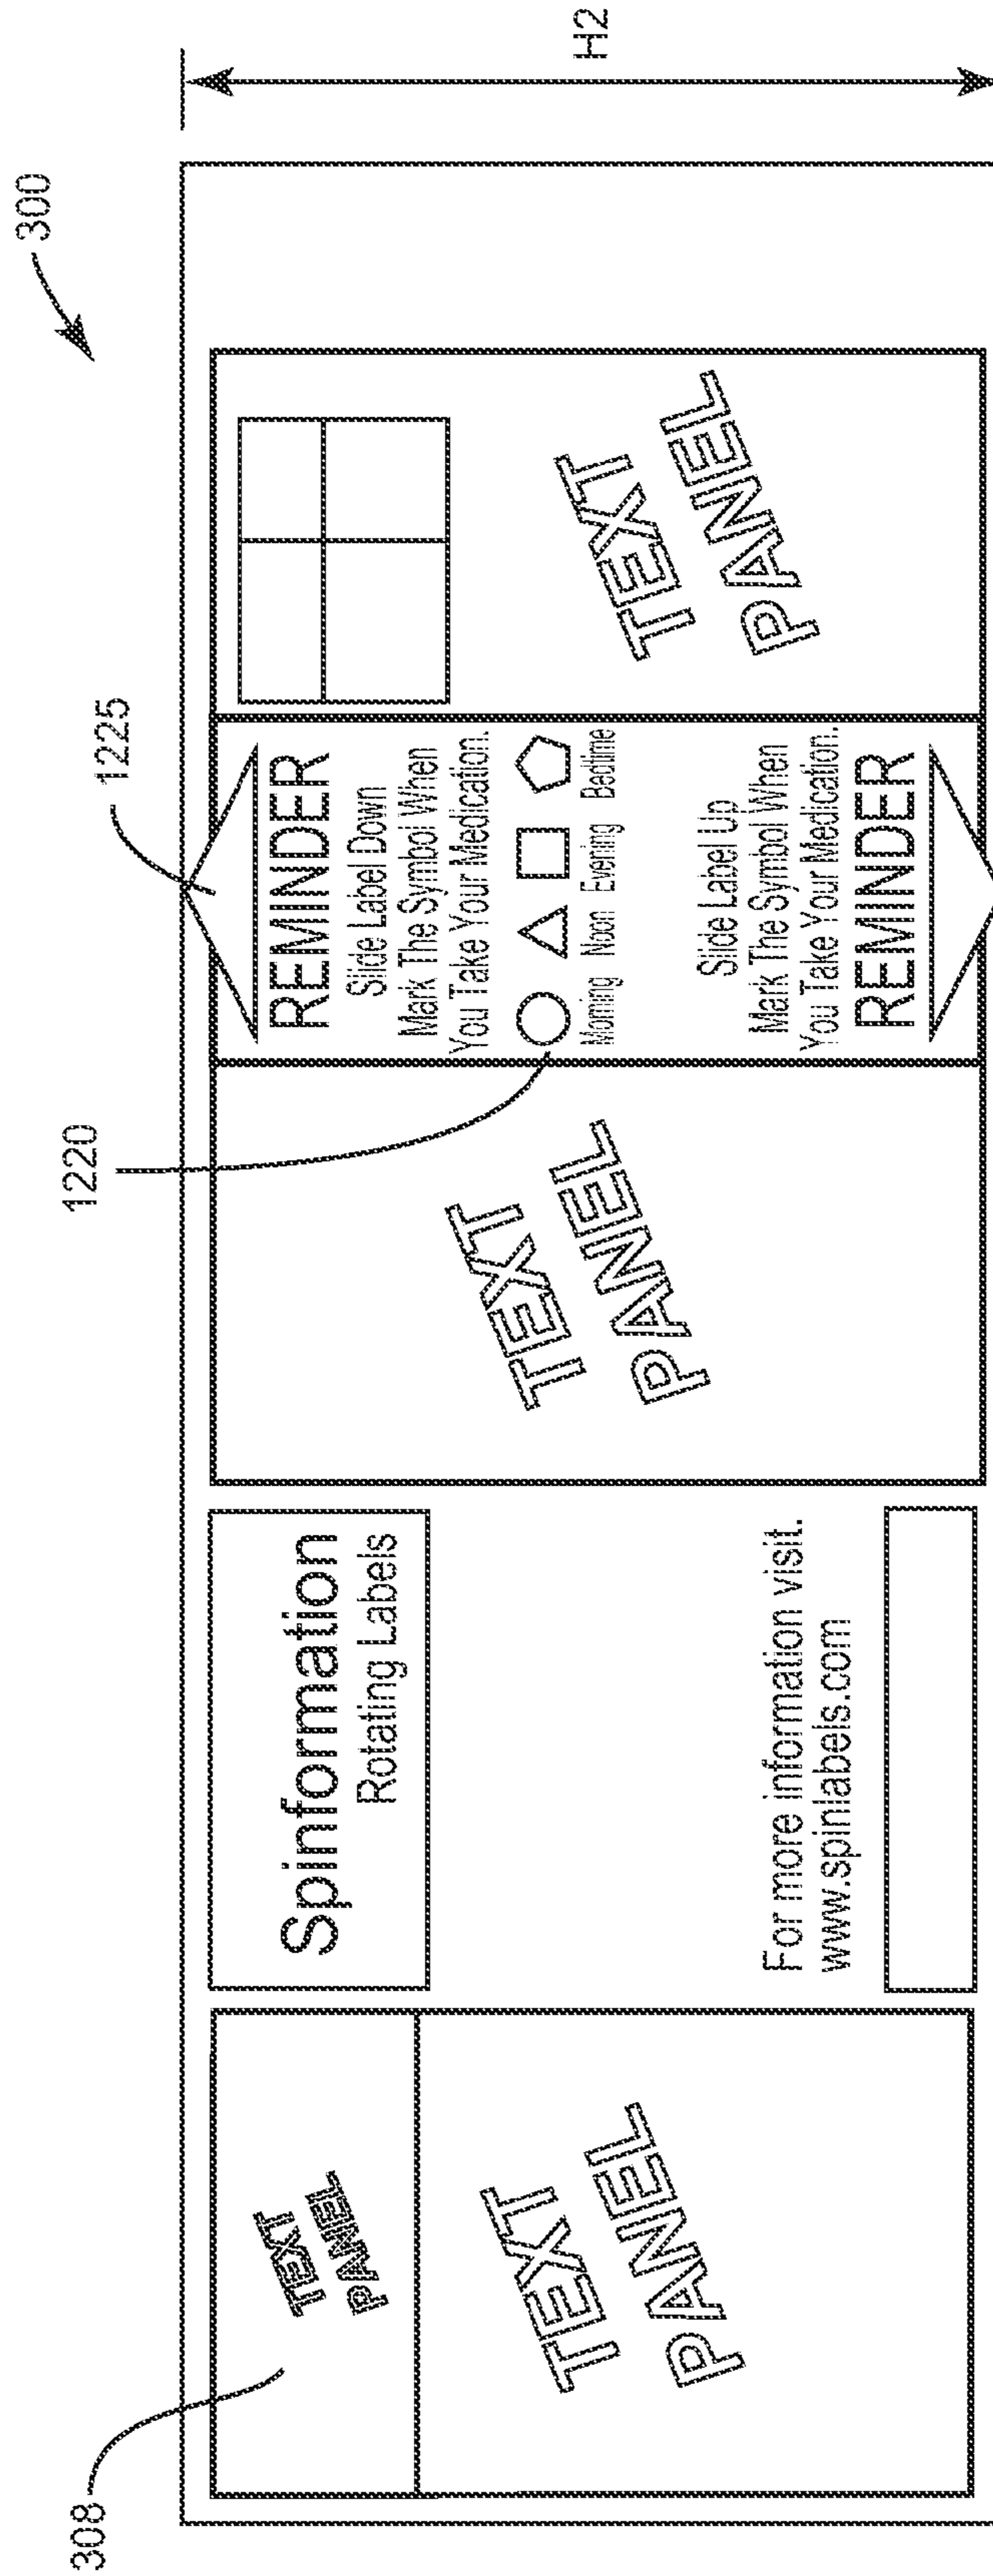 300
H2
1225
1220
308
TEXT
PANEL
TEXT
PANEL
Spinformation
Rotating Labels
For more information visit.
www.spinlabels.com
TEXT
PANEL
REMINDER
Slide Label Down
Mark The Symbol When
You Take Your Medication.
Morning Noon Evening Bedtime
Slide Label Up
Mark The Symbol When
You Take Your Medication.
REMINDER
TEXT
PANEL